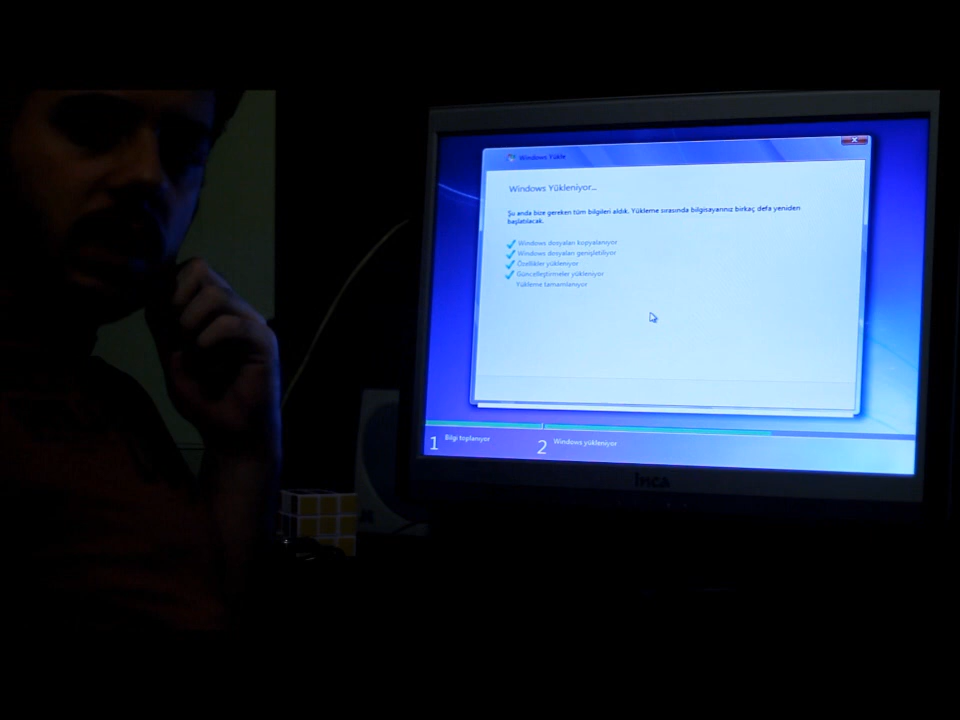 Windows Yükle
Windows Yükleniyor...
Şu anda bize gereken tüm bilgileri aldık. Yükleme sırasında bilgisayarınız birkaç defa yeniden
başlatılacak.
Windows dosyaları kopyalanıyor
Windows dosyaları genişletiliyor
Özellikler yükleniyor
Güncelleştirmeler yükleniyor
Yükleme tamamlanıyor
1 Bilgi toplanıyor
2 Windows yükleniyor
inca